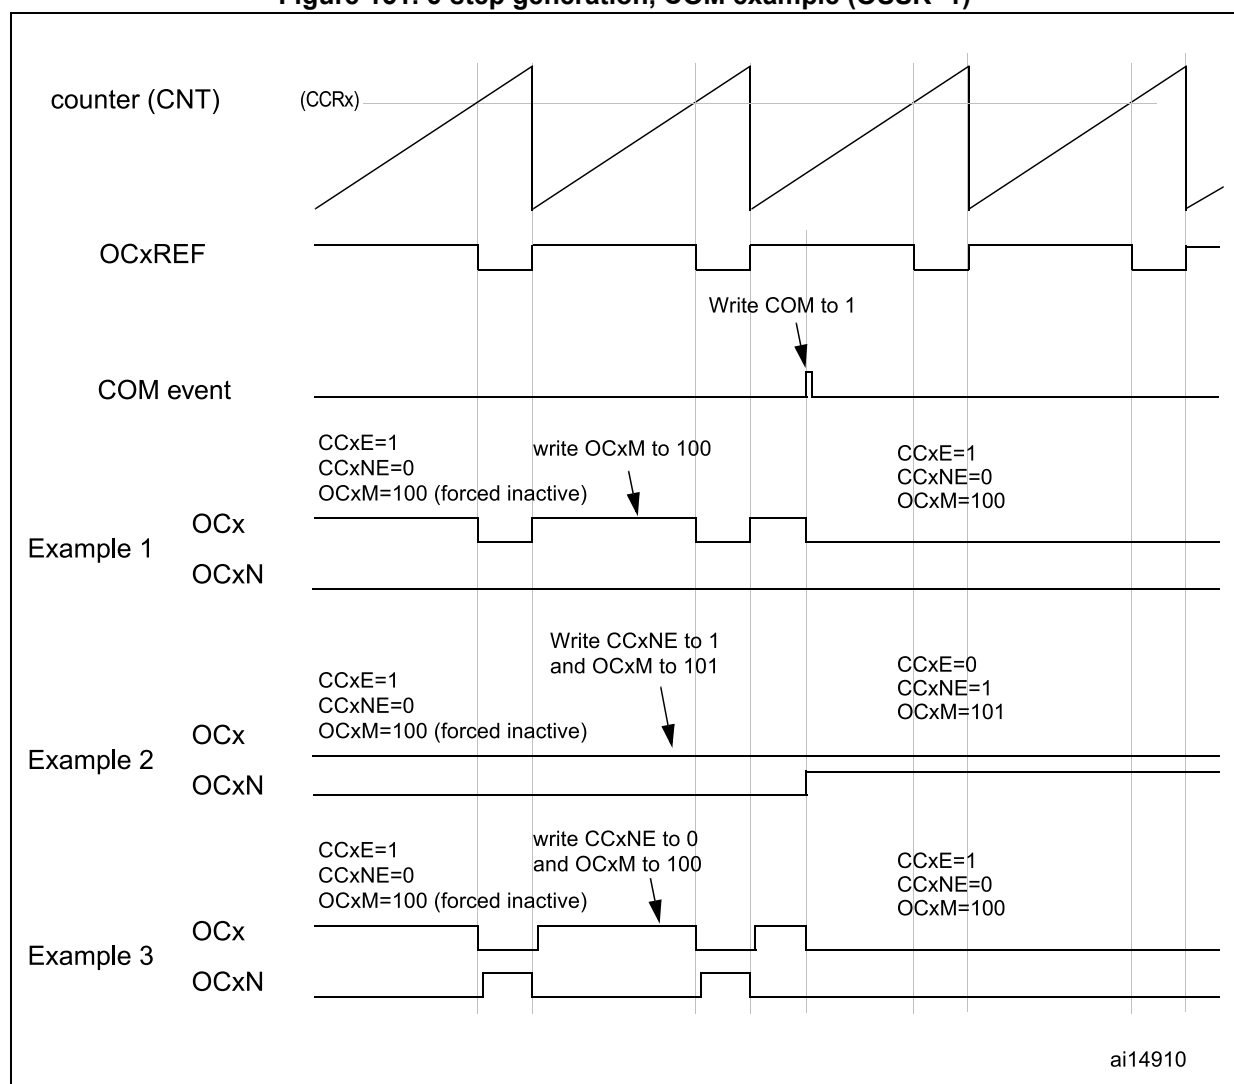 counter (CNT)
(CCRx)
OCxREF
Write COM to 1
COM event
CCxE=1
CCxNE=0
OCxM=100 (forced inactive)
write OCxM to 100
CCxE=1
CCxNE=0
OCxM=100
Example 1
OCx
OCxN
Write CCxNE to 1
and OCxM to 101
CCxE=1
CCxNE=0
OCxM=100 (forced inactive)
CCxE=0
CCxNE=1
OCxM=101
Example 2
OCx
OCxN
write CCxNE to 0
and OCxM to 100
CCxE=1
CCxNE=0
OCxM=100 (forced inactive)
CCxE=1
CCxNE=0
OCxM=100
Example 3
OCx
OCxN
ai14910